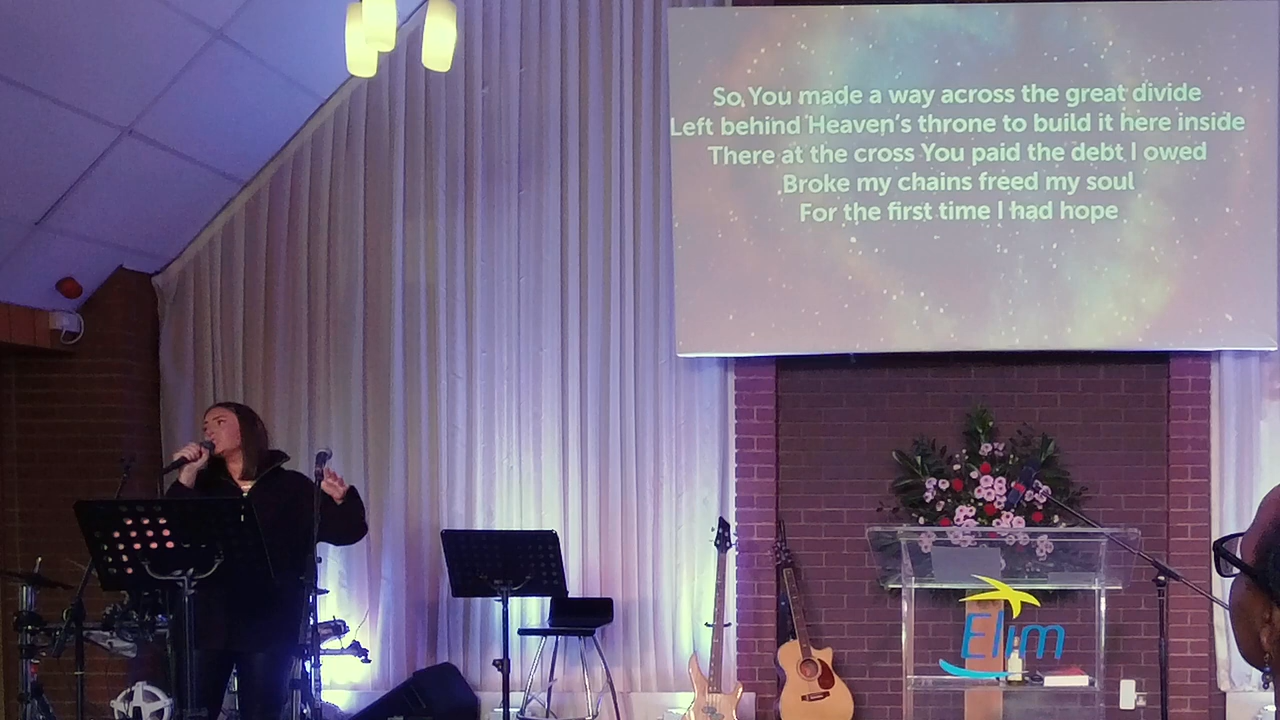 So You made a way across the great divide
Left behind Heaven's throne to build it here inside
There at the cross You paid the debt I owed
Broke my chains freed my soul
For the first time I had hope
Elim